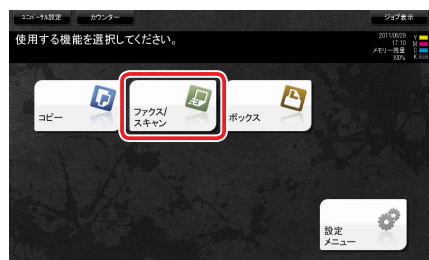 ユニバーサル設定
カウンター
ジョブ表示
使用する機能を選択してください。
2011/06/29
17:10
メモリー残量
100%
Y
M
C
K
コピー
ファクス/
スキャン
ボックス
設定
メニュー